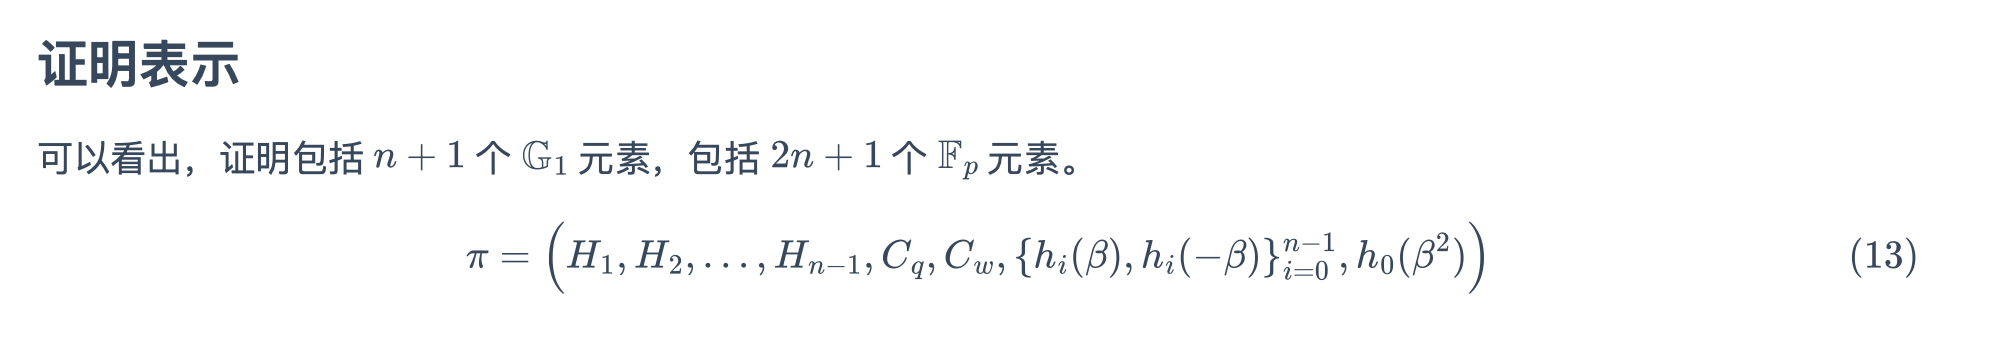 证明表示
可以看出，证明包括 $n+1$ 个 $\mathbb{G}_1$ 元素，包括 $2n+1$ 个 $\mathbb{F}_p$ 元素。
$\pi = \left(H_1, H_2, \ldots, H_{n-1}, C_q, C_w, \{h_i(\beta), h_i(-\beta)\}_{i=0}^{n-1}, h_0(\beta^2)\right)$ (13)